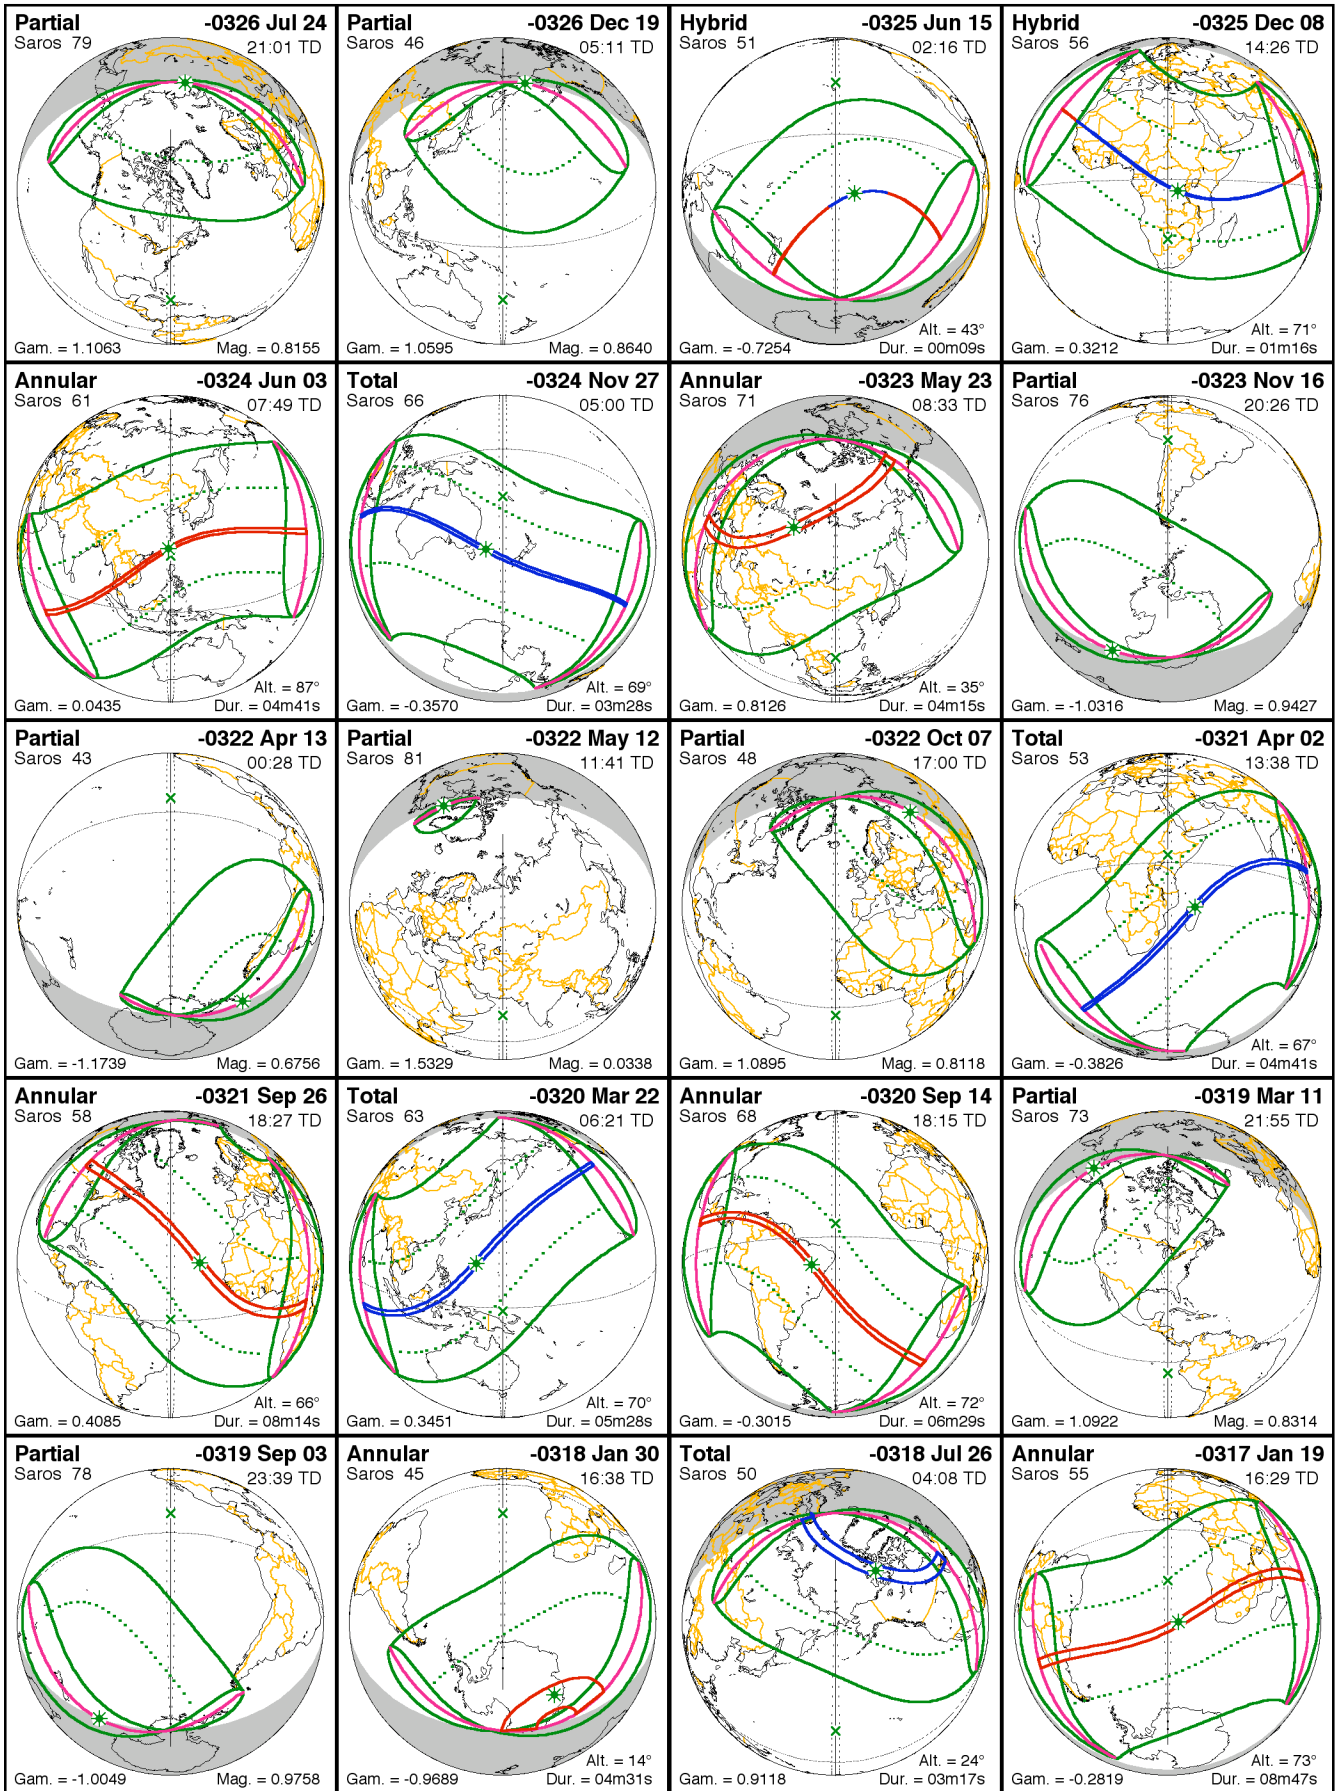 Partial -0326 Jul 24
Saros 79 21:01 TD
Gam. = 1.1063 Mag. = 0.8155
Partial -0326 Dec 19
Saros 46 05:11 TD
Gam. = 1.0595 Mag. = 0.8640
Hybrid -0325 Jun 15
Saros 51 02:16 TD
Alt. = 43°
Gam. = -0.7254 Dur. = 00m09s
Hybrid -0325 Dec 08
Saros 56 14:26 TD
Alt. = 71°
Gam. = 0.3212 Dur. = 01m16s
Annular -0324 Jun 03
Saros 61 07:49 TD
Alt. = 87°
Gam. = 0.0435 Dur. = 04m41s
Total -0324 Nov 27
Saros 66 05:00 TD
Alt. = 69°
Gam. = -0.3570 Dur. = 03m28s
Annular -0323 May 23
Saros 71 08:33 TD
Alt. = 35°
Gam. = 0.8126 Dur. = 04m15s
Partial -0323 Nov 16
Saros 76 20:26 TD
Gam. = -1.0316 Mag. = 0.9427
Partial -0322 Apr 13
Saros 43 00:28 TD
Gam. = -1.1739 Mag. = 0.6756
Partial -0322 May 12
Saros 81 11:41 TD
Gam. = 1.5329 Mag. = 0.0338
Partial -0322 Oct 07
Saros 48 17:00 TD
Gam. = 1.0895 Mag. = 0.8118
Total -0321 Apr 02
Saros 53 13:38 TD
Alt. = 67°
Gam. = -0.3826 Dur. = 04m41s
Annular -0321 Sep 26
Saros 58 18:27 TD
Alt. = 66°
Gam. = 0.4085 Dur. = 08m14s
Total -0320 Mar 22
Saros 63 06:21 TD
Alt. = 70°
Gam. = 0.3451 Dur. = 05m28s
Annular -0320 Sep 14
Saros 68 18:15 TD
Alt. = 72°
Gam. = -0.3015 Dur. = 06m29s
Partial -0319 Mar 11
Saros 73 21:55 TD
Gam. = 1.0922 Mag. = 0.8314
Partial -0319 Sep 03
Saros 78 23:39 TD
Gam. = -1.0049 Mag. = 0.9758
Annular -0318 Jan 30
Saros 45 16:38 TD
Alt. = 14°
Gam. = -0.9689 Dur. = 04m31s
Total -0318 Jul 26
Saros 50 04:08 TD
Alt. = 24°
Gam. = 0.9118 Dur. = 03m17s
Annular -0317 Jan 19
Saros 55 16:29 TD
Alt. = 73°
Gam. = -0.2819 Dur. = 08m47s